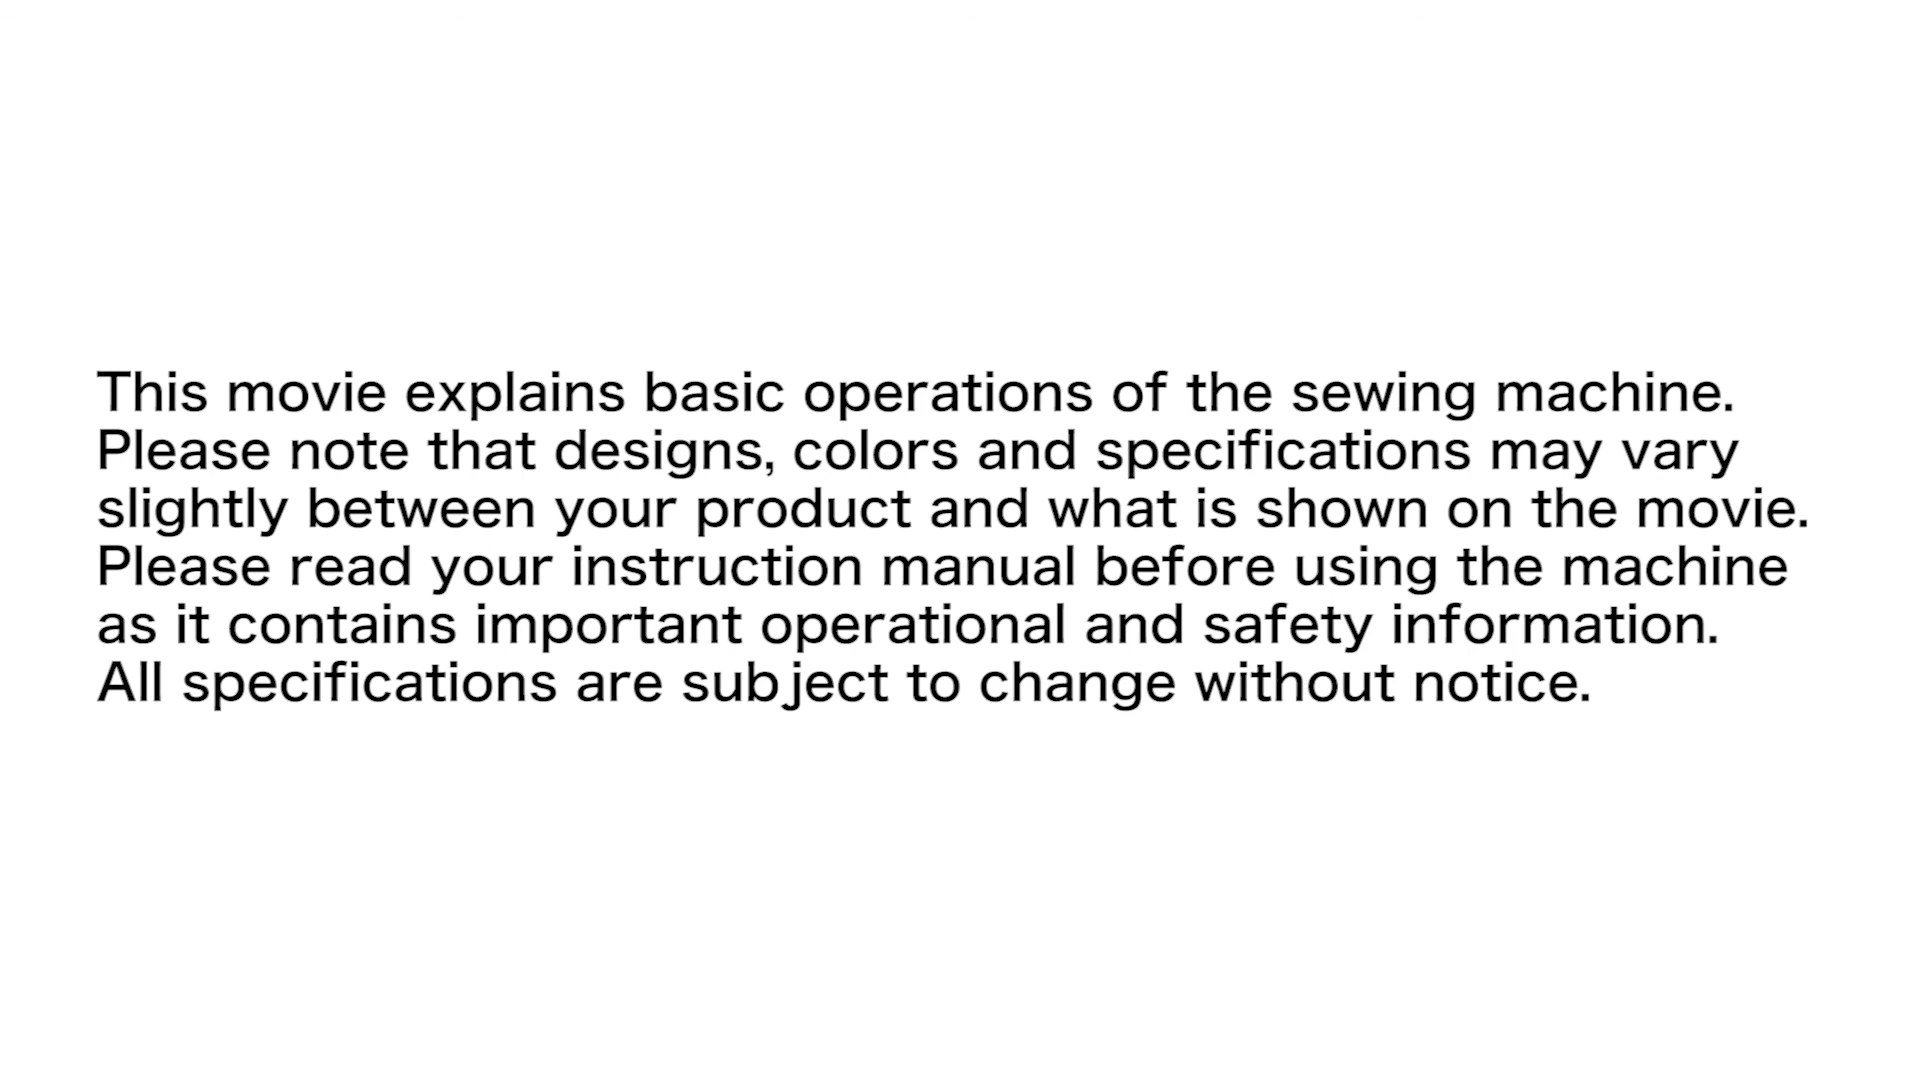 This movie explains basic operations of the sewing machine.
Please note that designs, colors and specifications may vary
slightly between your product and what is shown on the movie.
Please read your instruction manual before using the machine
as it contains important operational and safety information.
All specifications are subject to change without notice.